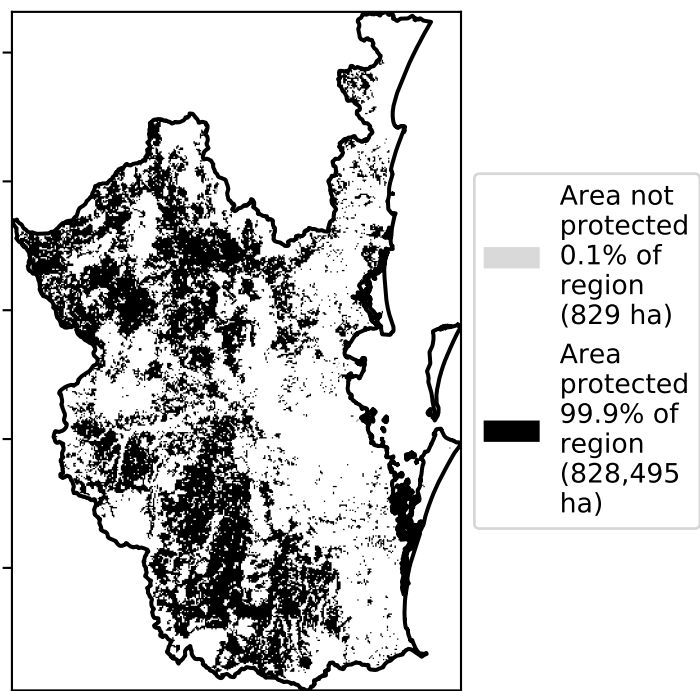 Area not
protected
0.1% of
region
(829 ha)
Area
protected
99.9% of
region
(828,495
ha)